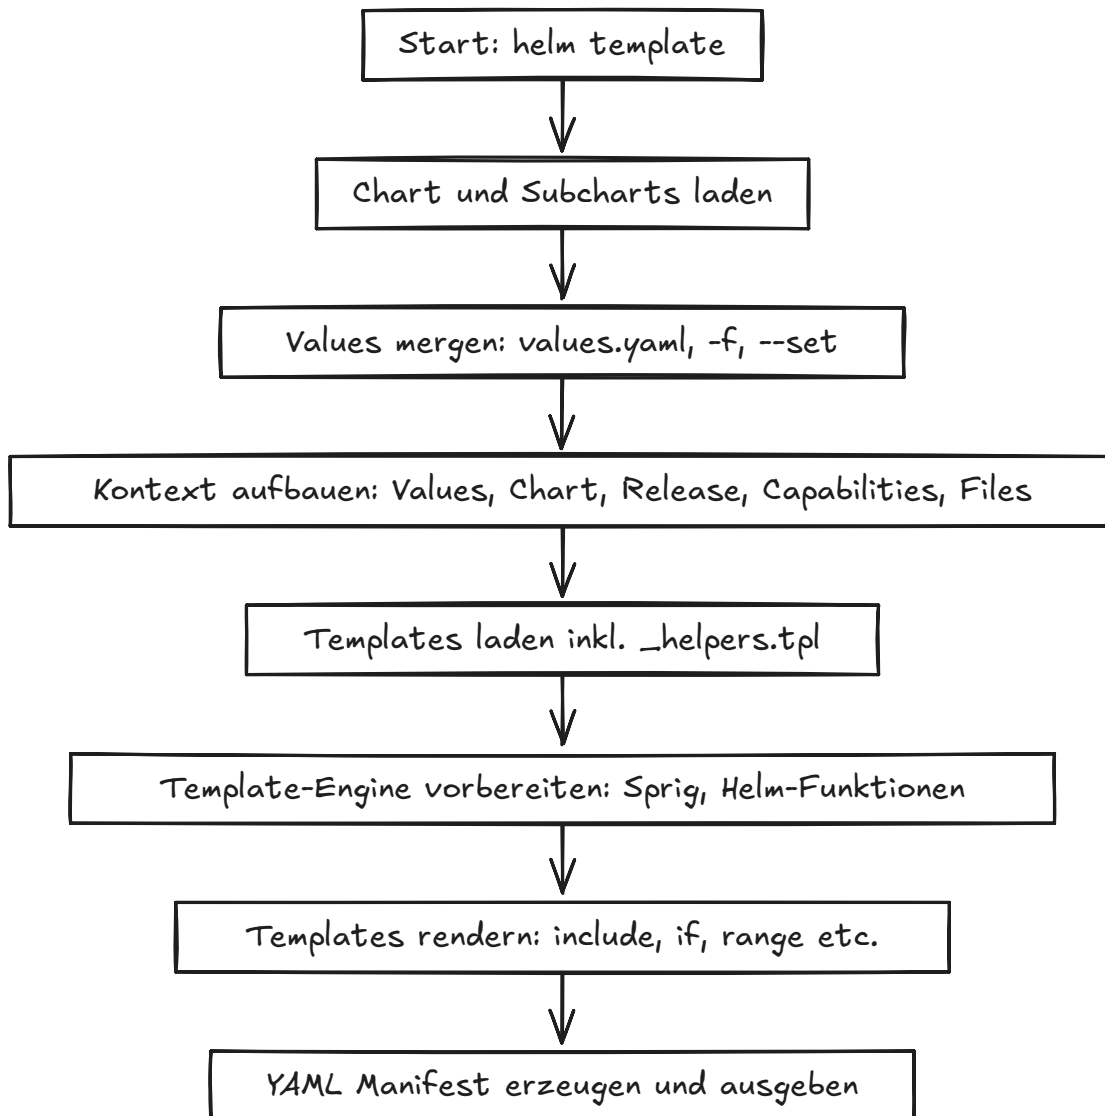 Start: helm template
Chart und Subcharts laden
Values mergen: values.yaml, -f, --set
Kontext aufbauen: Values, Chart, Release, Capabilities, Files
Templates laden inkl. _helpers.tpl
Template-Engine vorbereiten: Sprig, Helm-Funktionen
Templates rendern: include, if, range etc.
YAML Manifest erzeugen und ausgeben